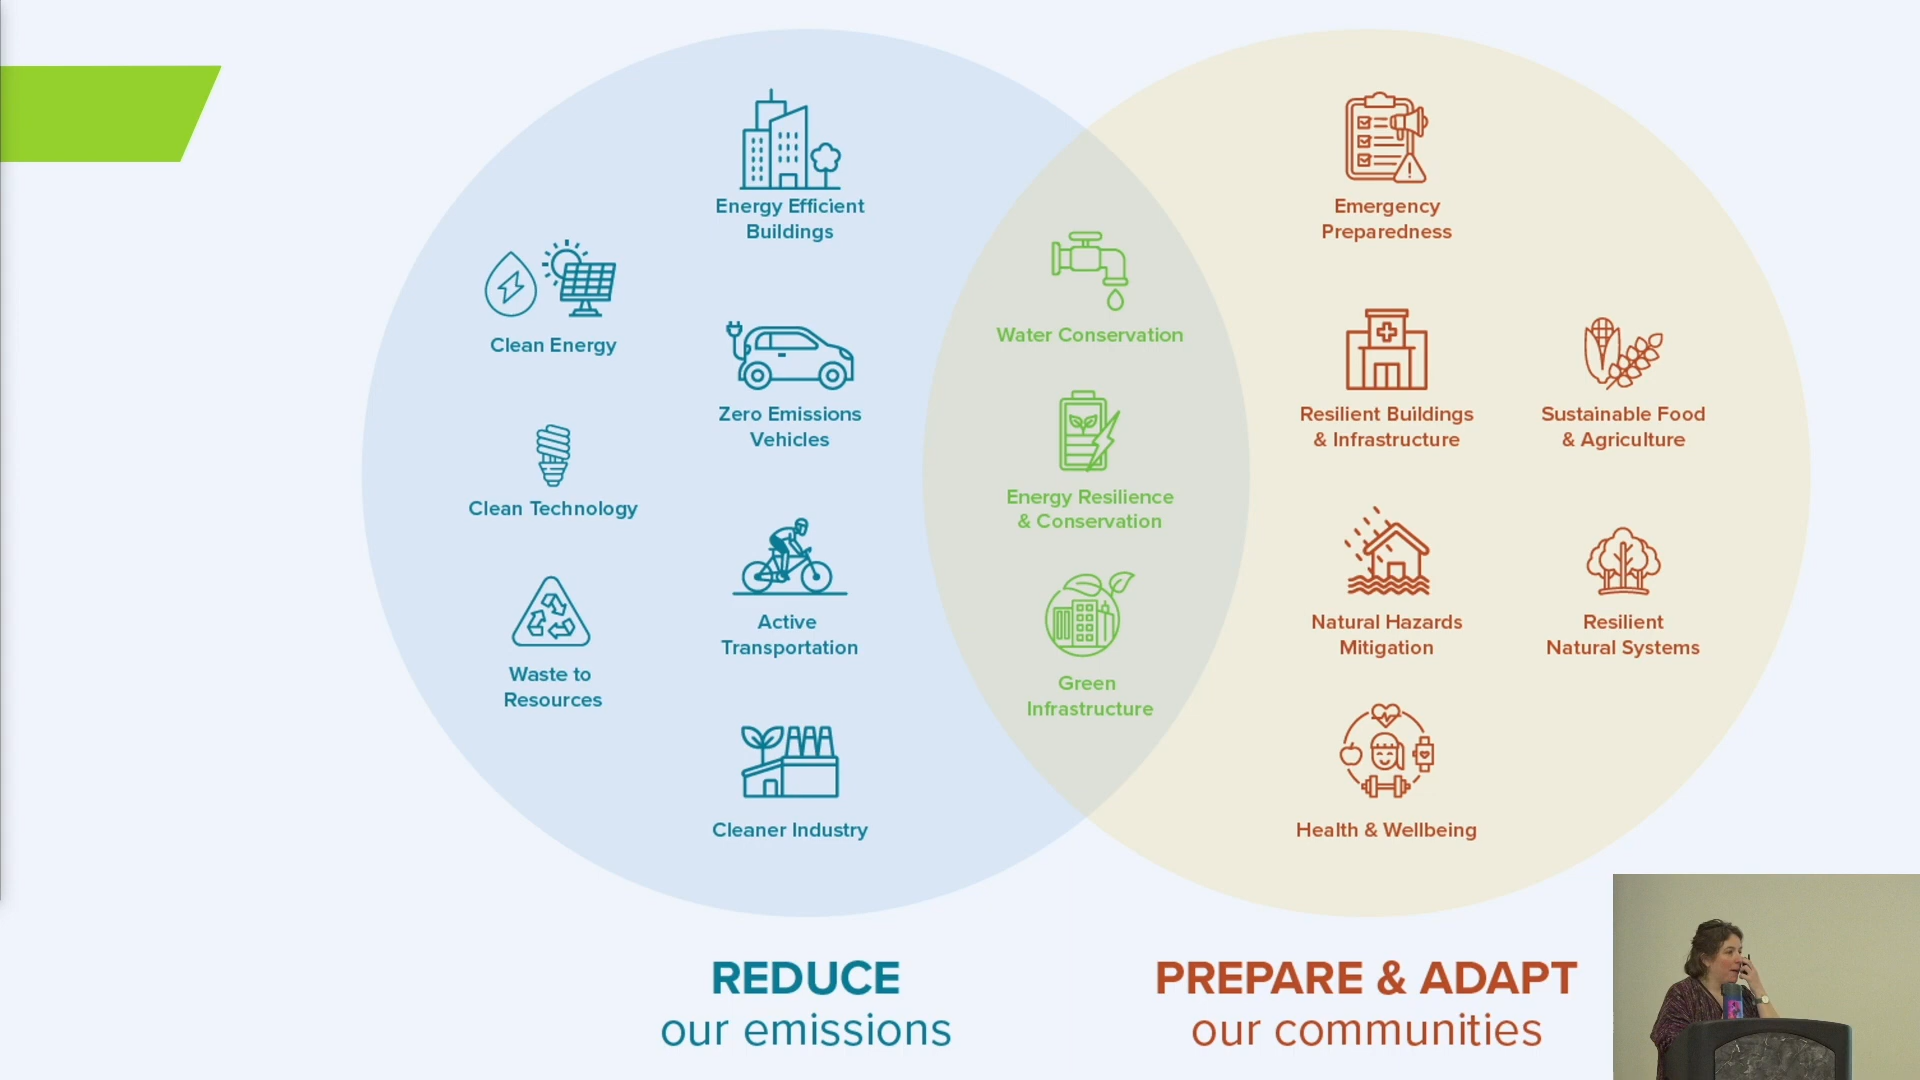 Energy Efficient
Buildings
Clean Energy
Zero Emissions
Vehicles
Clean Technology
Active
Transportation
Waste to
Resources
Cleaner Industry
Water Conservation
Energy Resilience
& Conservation
Green
Infrastructure
Emergency
Preparedness
Resilient Buildings
& Infrastructure
Sustainable Food
& Agriculture
Natural Hazards
Mitigation
Resilient
Natural Systems
Health & Wellbeing
REDUCE
our emissions
PREPARE & ADAPT
our communities